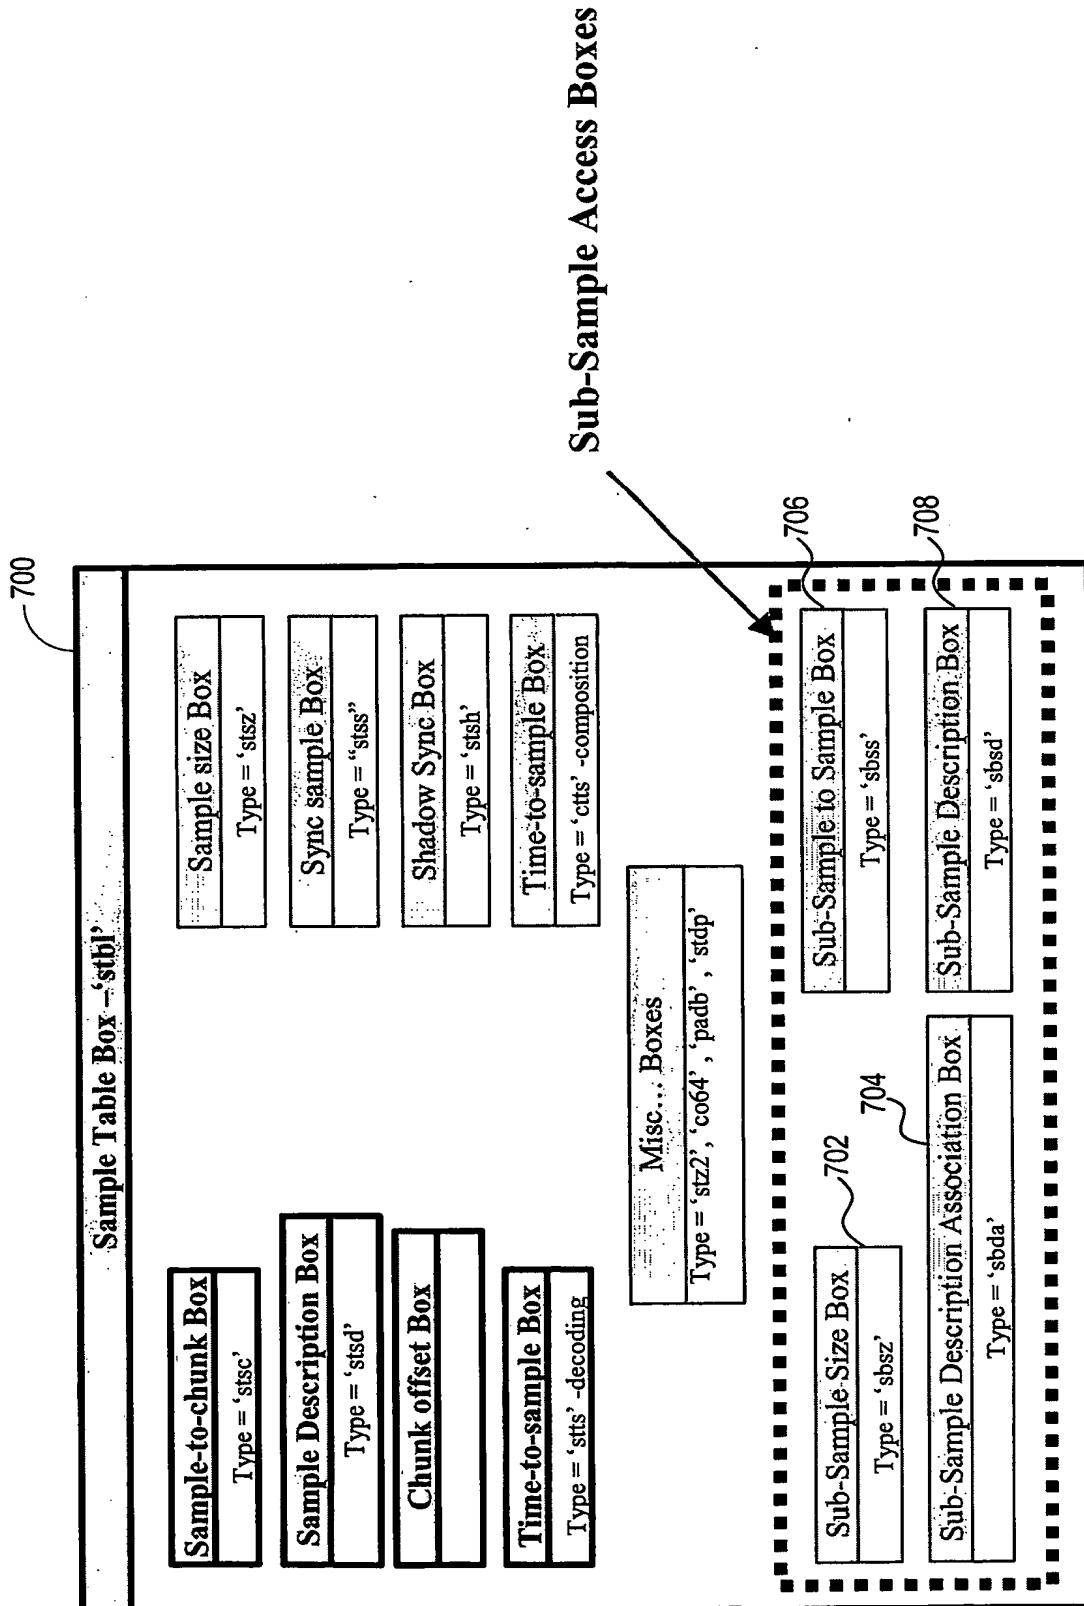 700
Sample Table Box –‘stbl’
Sample-to-chunk Box
Type = ‘stsc’
Sample size Box
Type = ‘stsz’
Sample Description Box
Type = ‘stsd’
Sync sample Box
Type = “stss”
Chunk offset Box
Shadow Sync Box
Type = ‘stsh’
Time-to-sample Box
Type = ‘stts’ -decoding
Time-to-sample Box
Type = ‘ctts’ -composition
Misc... Boxes
Type = ‘stz2’, ‘co64’ , ‘padb’ , ‘stdp’
Sub-Sample Access Boxes
Sub-Sample Size Box
Type = ‘sbsz’
702
Sub-Sample to Sample Box
Type = ‘sbss’
706
Sub-Sample Description Association Box
Type = ‘sbda’
704
Sub-Sample Description Box
Type = ‘sbsd’
708